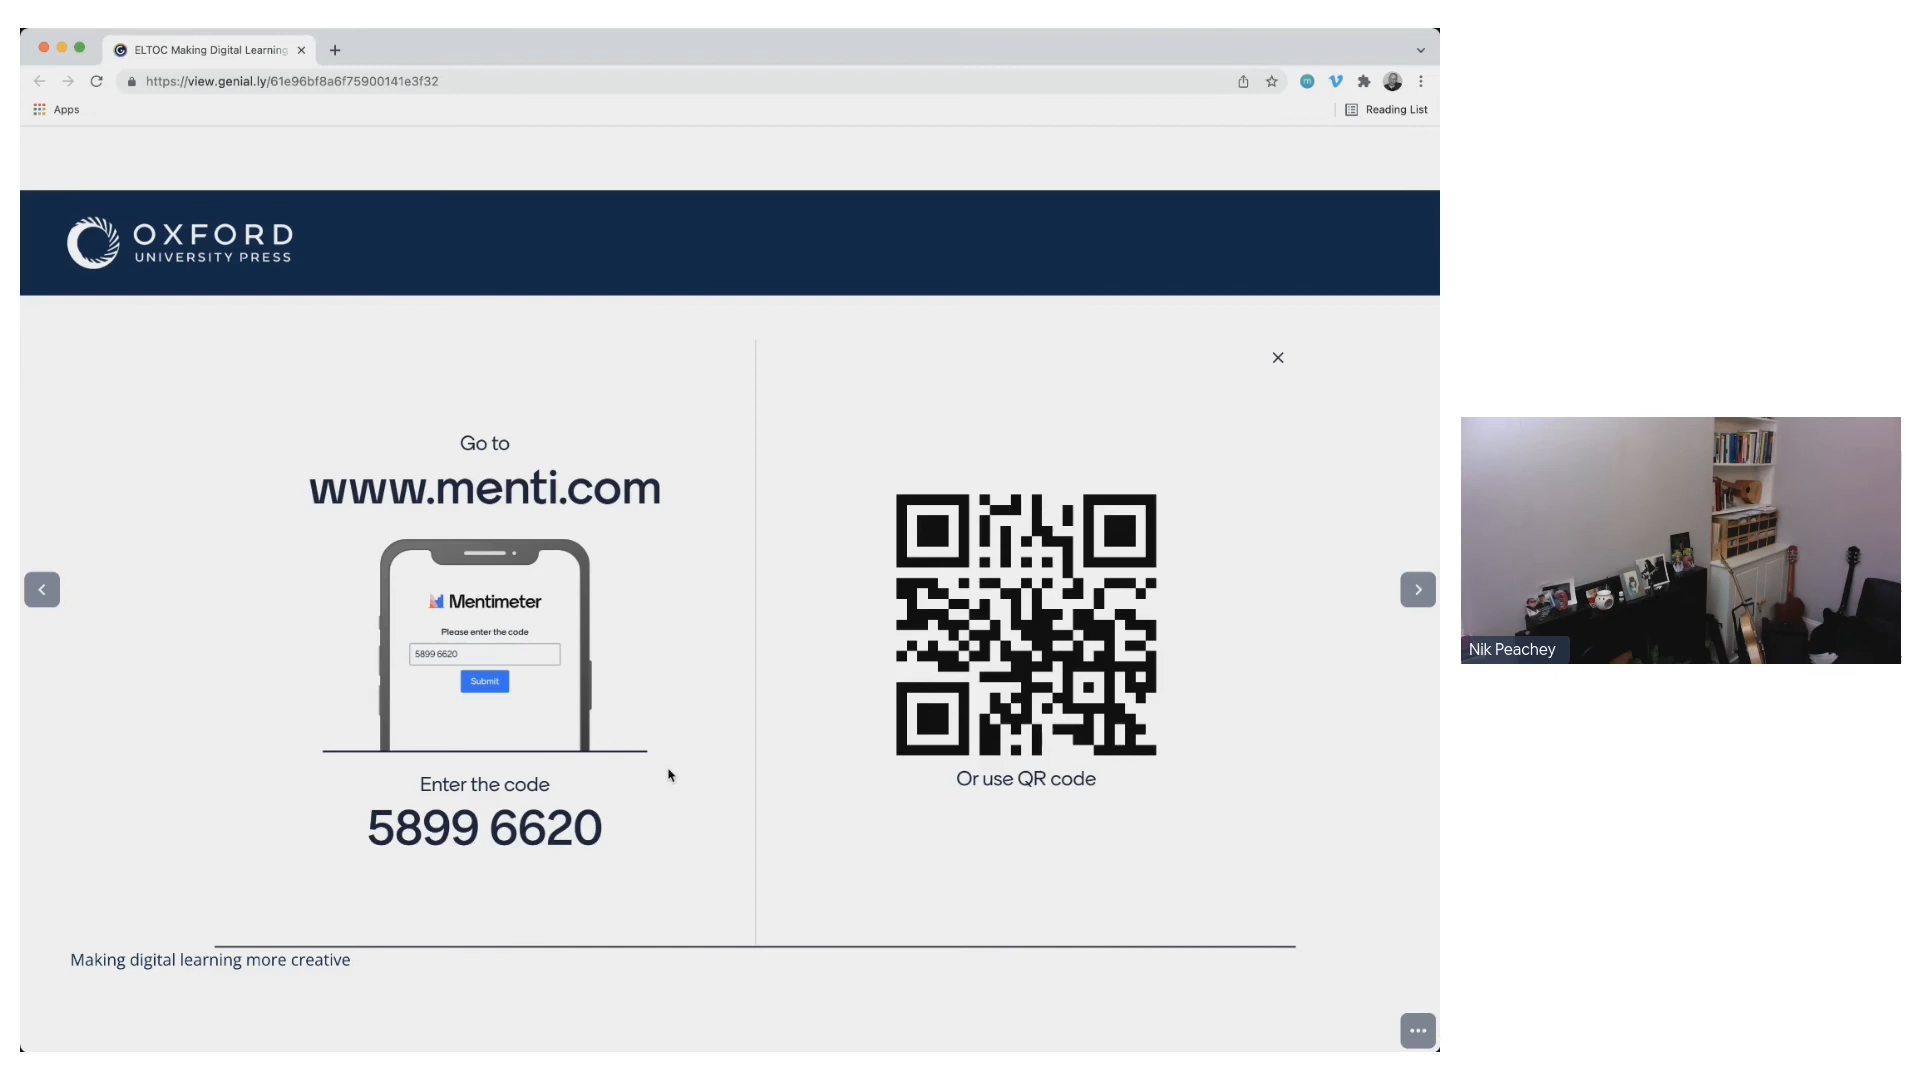 ELTOC Making Digital Learning
https://view.genial.ly/61e96bf8a6f75900141e3f32
Apps
Reading List
OXFORD
UNIVERSITY PRESS
Go to
www.menti.com
Mentimeter
Please enter the code
5899 6620
Submit
Enter the code
5899 6620
Or use QR code
Making digital learning more creative
Nik Peachey